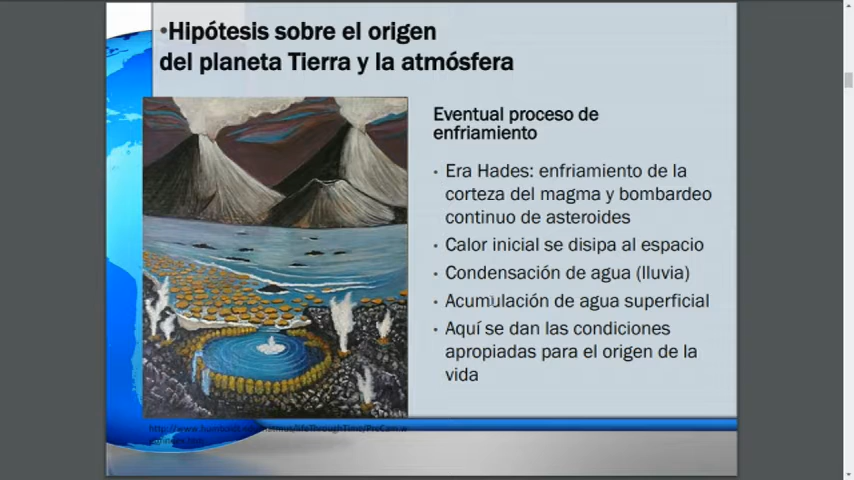 •Hipótesis sobre el origen
del planeta Tierra y la atmósfera
Eventual proceso de
enfriamiento
• Era Hades: enfriamiento de la
corteza del magma y bombardeo
continuo de asteroides
• Calor inicial se disipa al espacio
• Condensación de agua (lluvia)
• Acumulación de agua superficial
• Aquí se dan las condiciones
apropiadas para el origen de la
vida